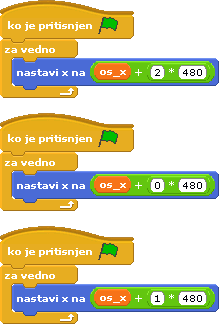 ko je pritisnjen
za vedno
nastavi x na os_x + 2 * 480
ko je pritisnjen
za vedno
nastavi x na os_x + 0 * 480
ko je pritisnjen
za vedno
nastavi x na os_x + 1 * 480